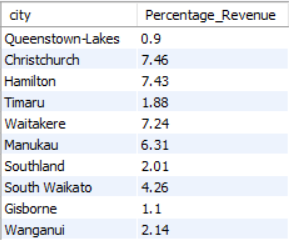 city Percentage_Revenue
Queenstown-Lakes 0.9
Christchurch 7.46
Hamilton 7.43
Timaru 1.88
Waitakere 7.24
Manukau 6.31
Southland 2.01
South Waikato 4.26
Gisborne 1.1
Wanganui 2.14